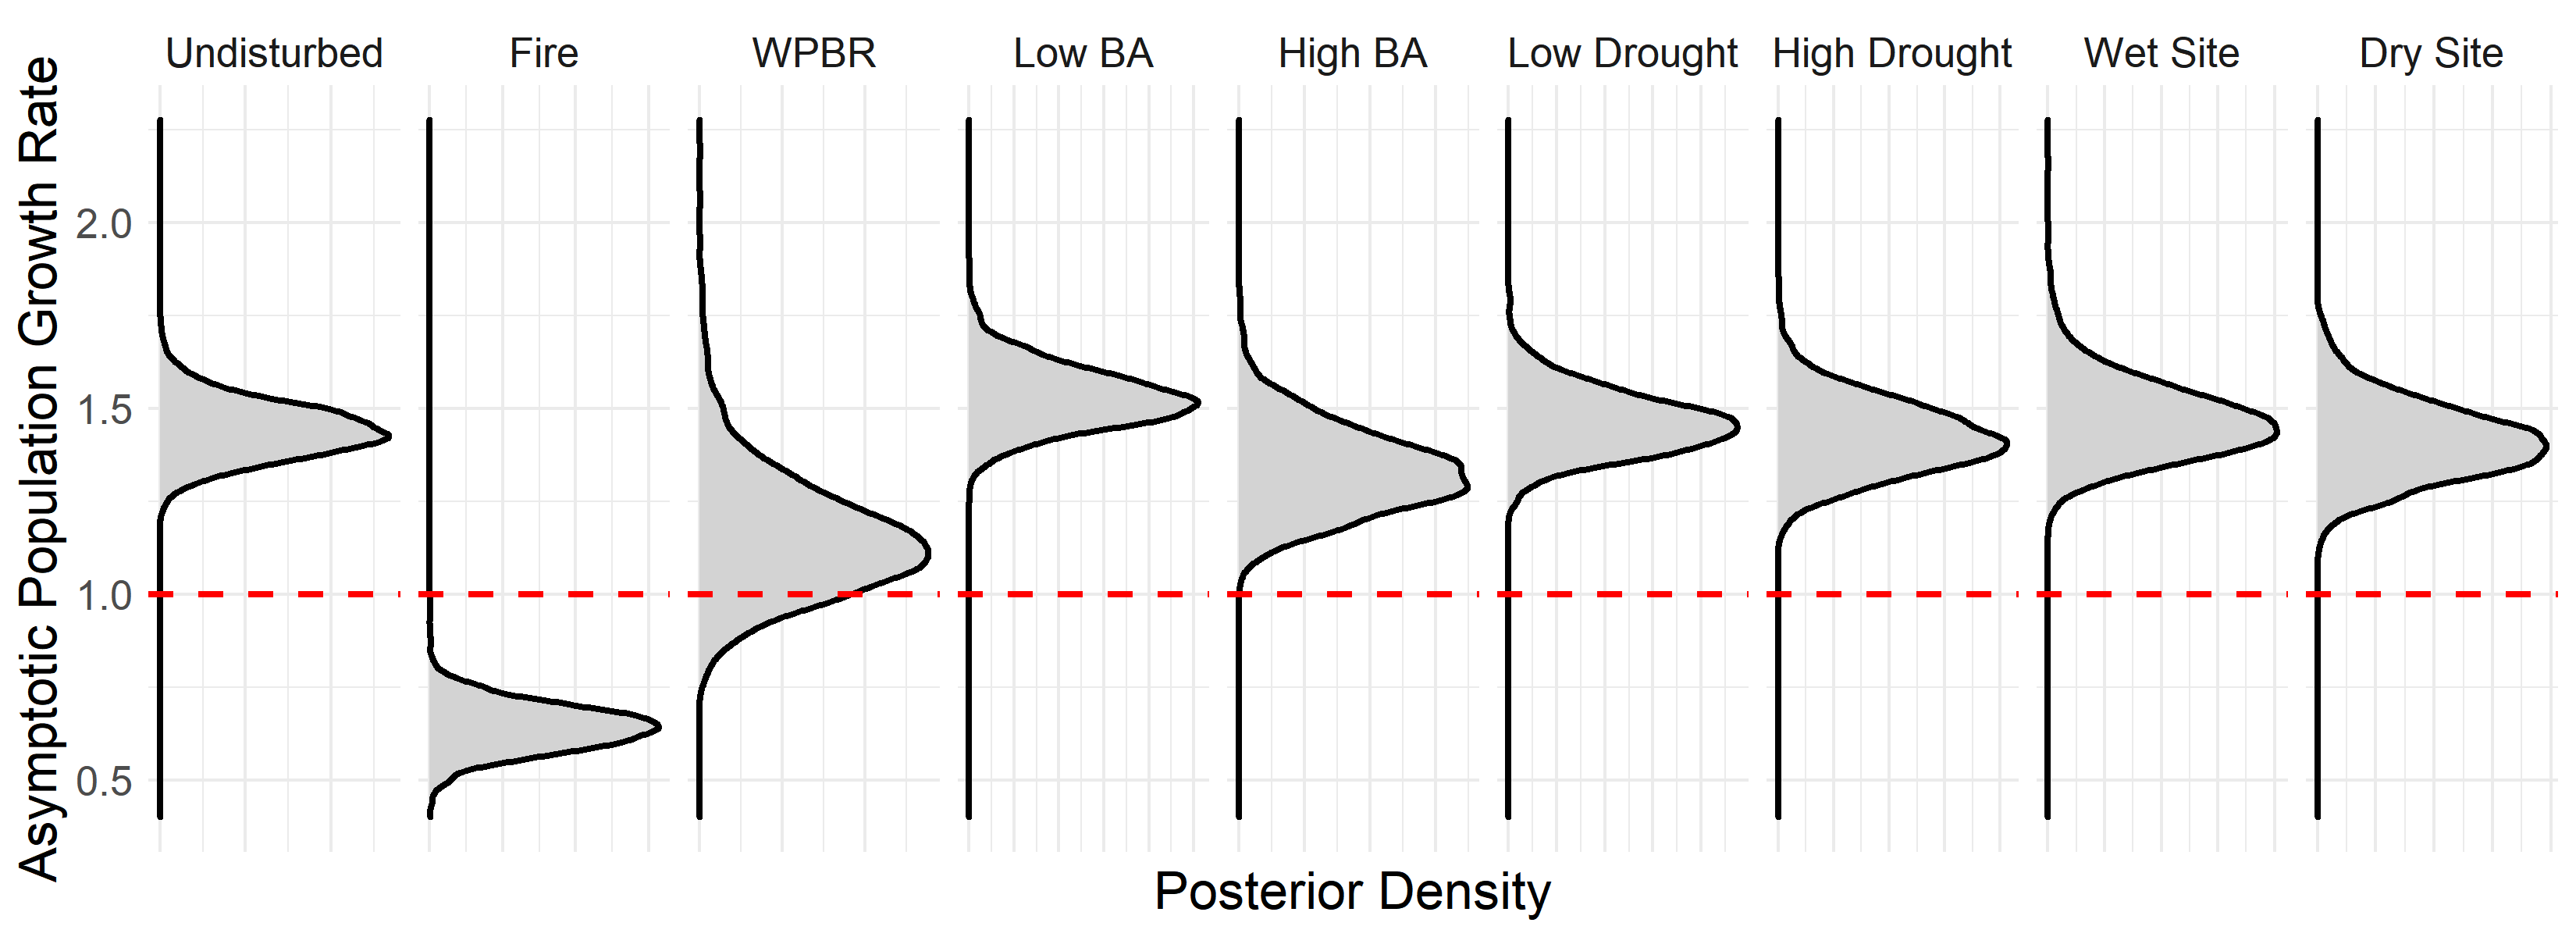 Undisturbed
Fire
WPBR
Low BA
High BA
Low Drought
High Drought
Wet Site
Dry Site
Asymptotic Population Growth Rate
2.0
1.5
1.0
0.5
Posterior Density